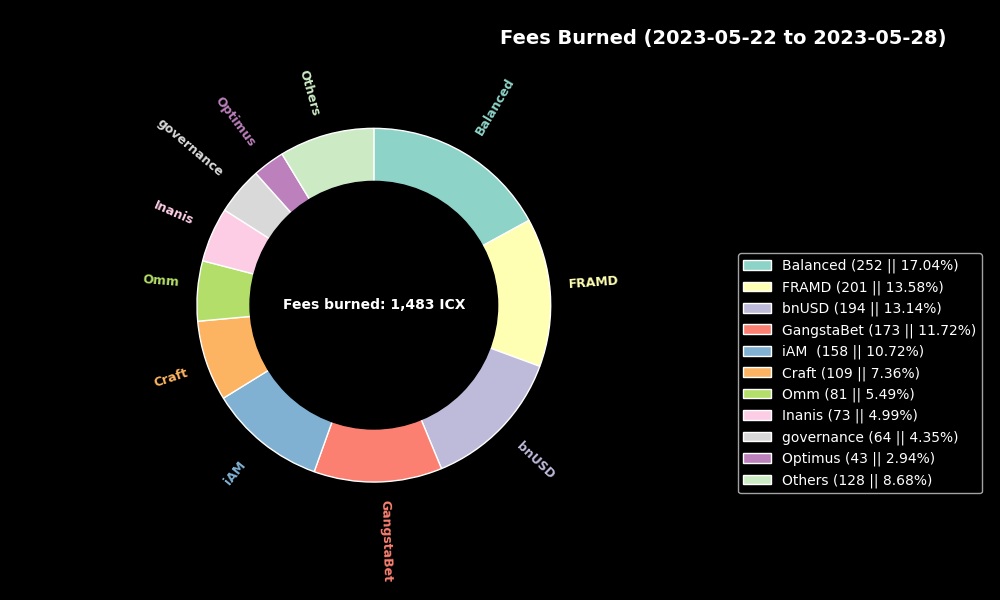 Fees Burned (2023-05-22 to 2023-05-28)
Balanced
FRAMD
bnUSD
GangstaBet
iAM
Craft
Omm
Inanis
governance
Optimus
Others
Fees burned: 1,483 ICX
Balanced (252 || 17.04%)
FRAMD (201 || 13.58%)
bnUSD (194 || 13.14%)
GangstaBet (173 || 11.72%)
iAM  (158 || 10.72%)
Craft (109 || 7.36%)
Omm (81 || 5.49%)
Inanis (73 || 4.99%)
governance (64 || 4.35%)
Optimus (43 || 2.94%)
Others (128 || 8.68%)